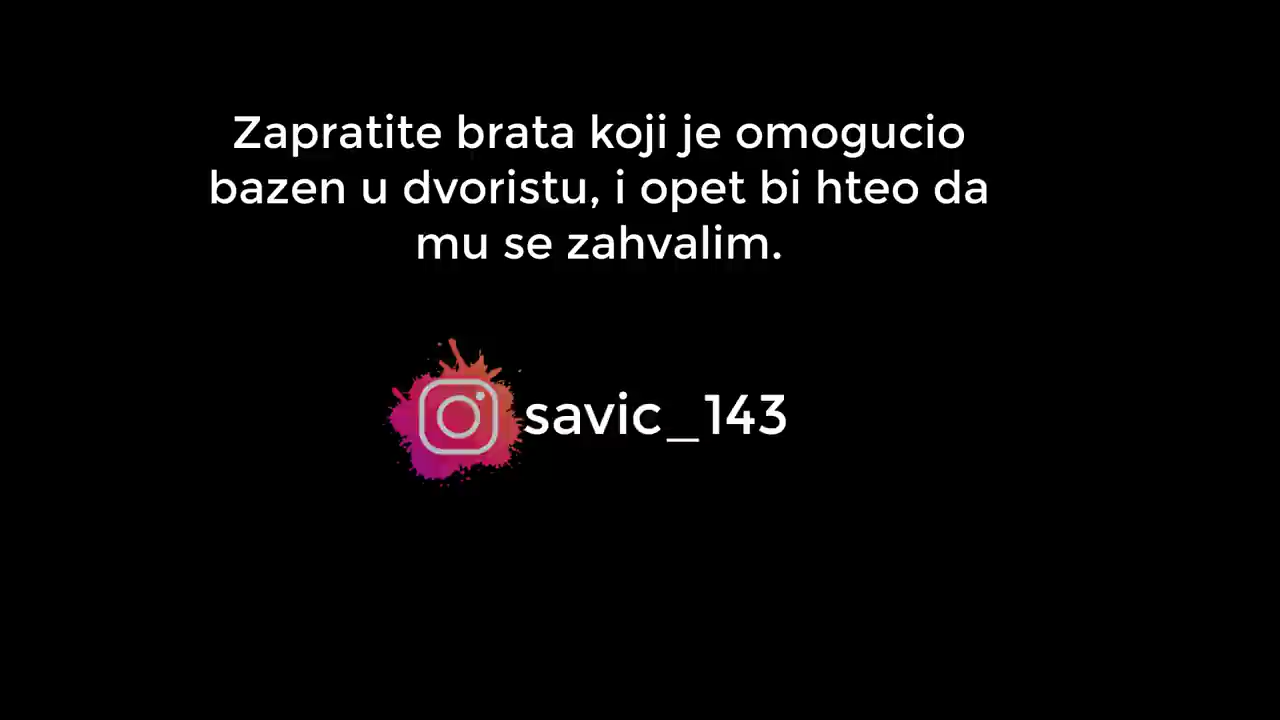 Zapratite brata koji je omogucio
bazen u dvoristu, i opet bi hteo da
mu se zahvalim.
savic_143